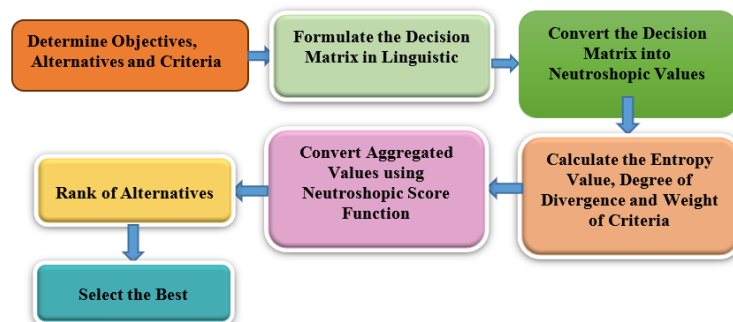 Determine Objectives,
Alternatives and Criteria
Formulate the Decision
Matrix in Linguistic
Convert the Decision
Matrix into
Neutroshopic Values
Calculate the Entropy
Value, Degree of
Divergence and Weight
of Criteria
Convert Aggregated
Values using
Neutroshopic Score
Function
Rank of Alternatives
Select the Best